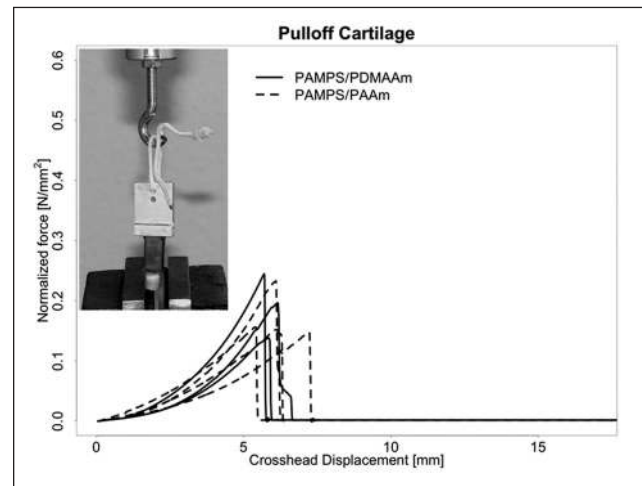 Pulloff Cartilage
PAMPS/PDMAAm
PAMPS/PAAm
Normalized force [N/mm²]
0.6
0.5
0.4
0.3
0.2
0.1
0.0
0 5 10 15
Crosshead Displacement [mm]